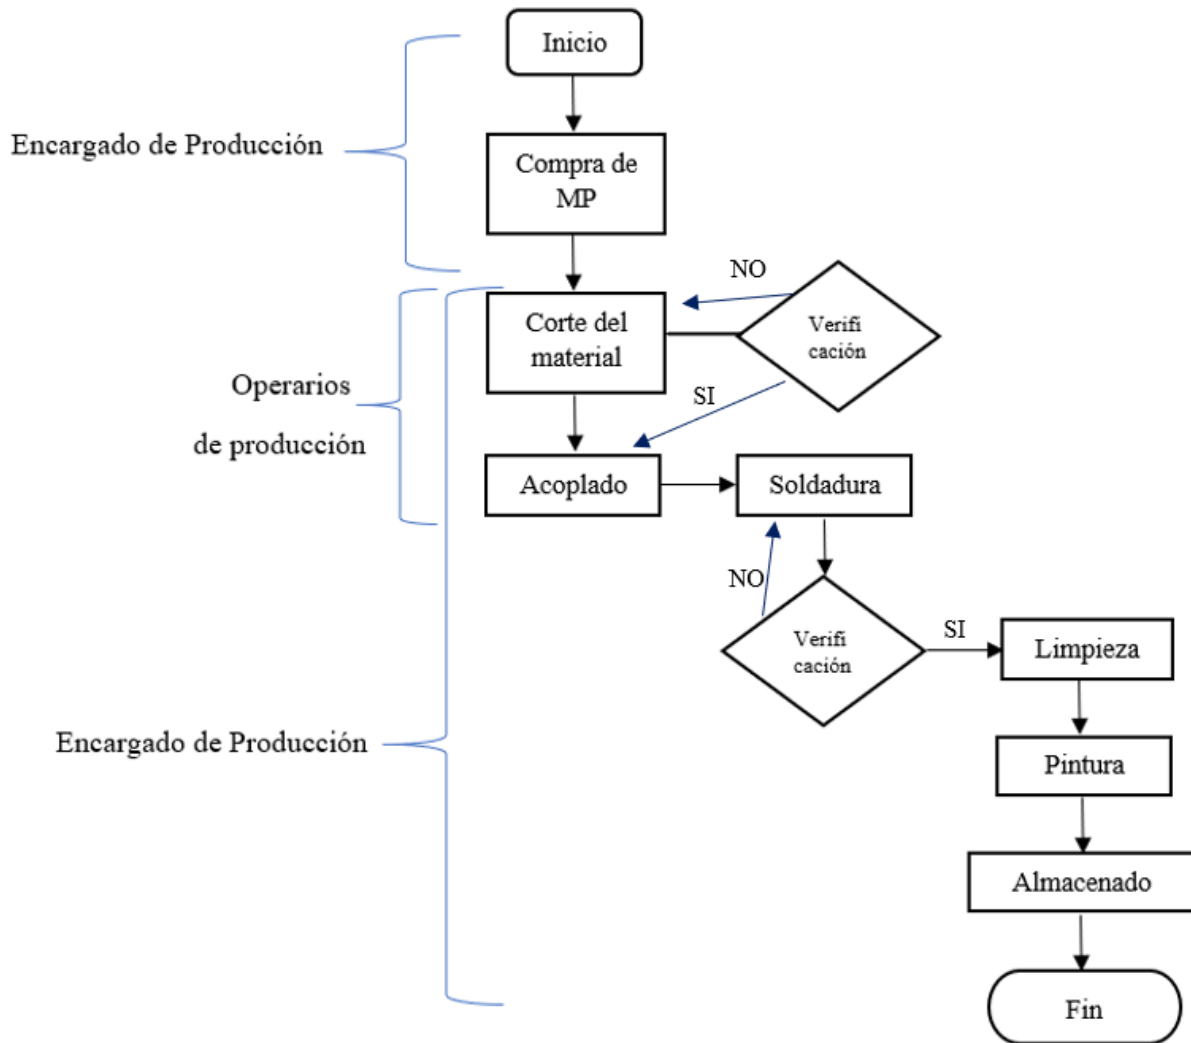 Inicio
Encargado de Producción
Compra de
MP
NO
Corte del
material
Verifi
cación
Operarios
de producción
SI
Acoplado
Soldadura
NO
Verifi
cación
SI
Limpieza
Encargado de Producción
Pintura
Almacenado
Fin